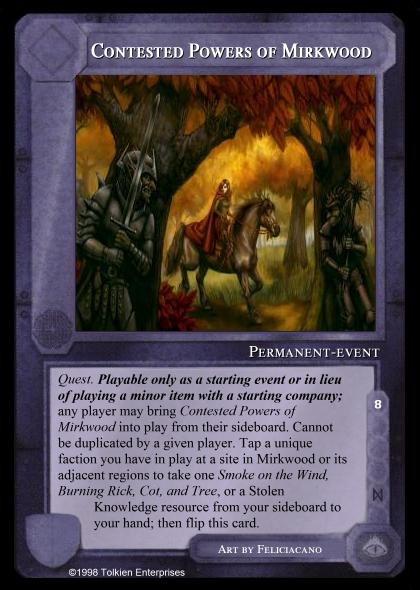 Contested Powers of Mirkwood
Permanent-event
Quest. Playable only as a starting event or in lieu
of playing a minor item with a starting company;
any player may bring Contested Powers of
Mirkwood into play from their sideboard. Cannot
be duplicated by a given player. Tap a unique
faction you have in play at a site in Mirkwood or its
adjacent regions to take one Smoke on the Wind,
Burning Rick, Cot, and Tree, or a Stolen
Knowledge resource from your sideboard to
your hand; then flip this card.
8
Art by Feliciacano
©1998 Tolkien Enterprises